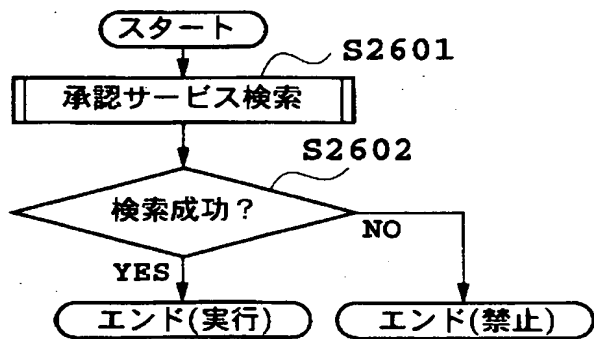 スタート
S2601
承認サービス検索
S2602
検索成功？
NO
YES
エンド(実行)
エンド(禁止)